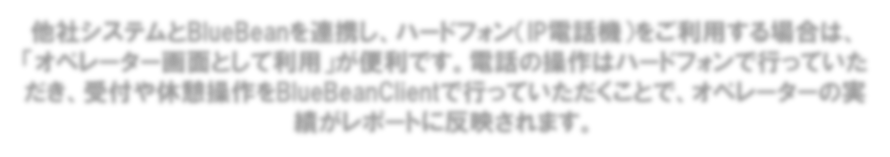 他社システムとBlueBeanを連携し、ハードフォン（IP電話機）をご利用する場合は、
「オペレーター画面として利用」が便利です。電話の操作はハードフォンで行っていた
だき、受付や休憩操作をBlueBeanClientで行っていただくことで、オペレーターの実
績がレポートに反映されます。